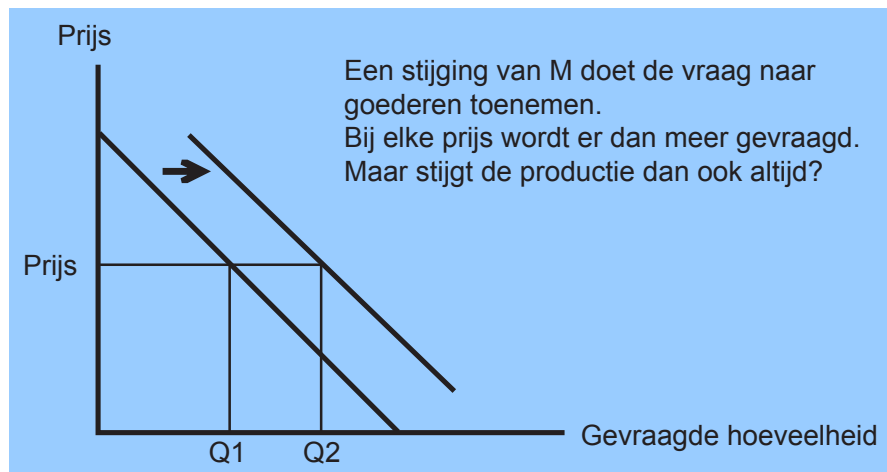 Prijs
Een stijging van M doet de vraag naar
goederen toenemen.
Bij elke prijs wordt er dan meer gevraagd.
Maar stijgt de productie dan ook altijd?
Prijs
Gevraagde hoeveelheid
Q1 Q2